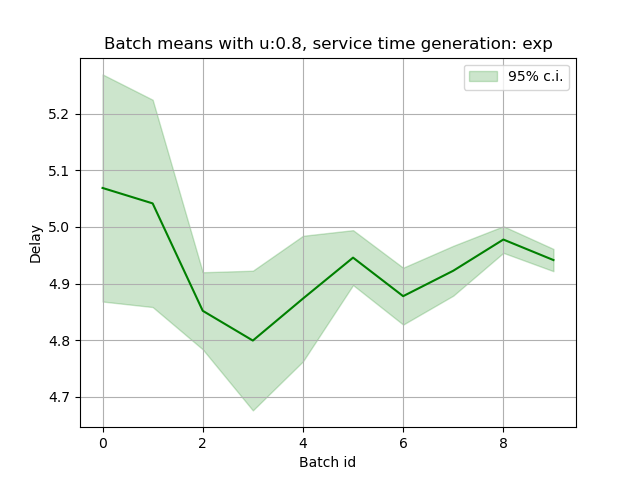 Batch means with u:0.8, service time generation: exp
95% c.i.
5.2
5.1
5.0
4.9
4.8
4.7
Delay
0 2 4 6 8
Batch id